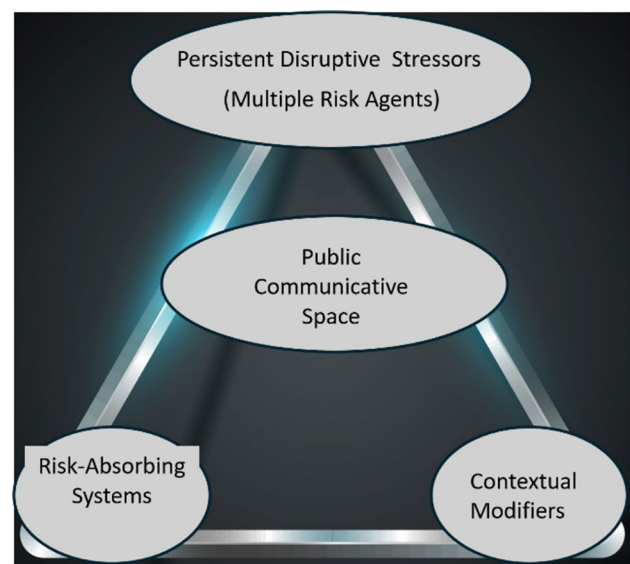 Persistent Disruptive Stressors
(Multiple Risk Agents)
Public
Communicative
Space
Risk-Absorbing
Systems
Contextual
Modifiers